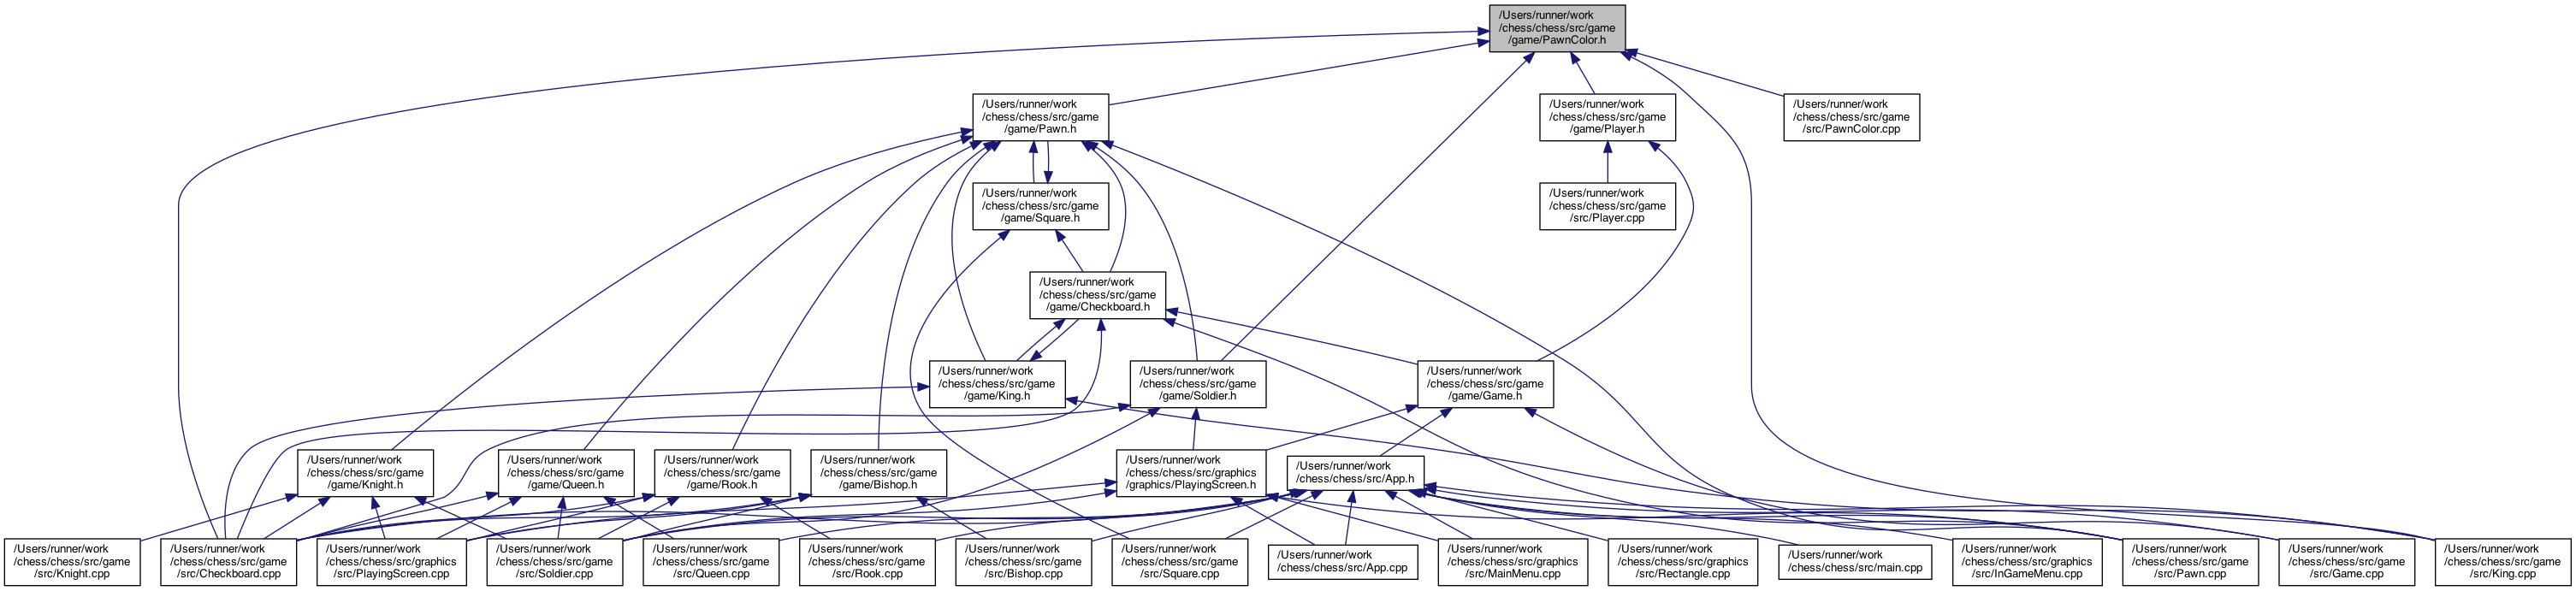 /Users/runner/work
/chess/chess/src/game
/game/PawnColor.h
/Users/runner/work
/chess/chess/src/game
/game/Pawn.h
/Users/runner/work
/chess/chess/src/game
/game/Player.h
/Users/runner/work
/chess/chess/src/game
/src/PawnColor.cpp
/Users/runner/work
/chess/chess/src/game
/game/Square.h
/Users/runner/work
/chess/chess/src/game
/src/Player.cpp
/Users/runner/work
/chess/chess/src/game
/game/Checkboard.h
/Users/runner/work
/chess/chess/src/game
/game/King.h
/Users/runner/work
/chess/chess/src/game
/game/Soldier.h
/Users/runner/work
/chess/chess/src/game
/game/Game.h
/Users/runner/work
/chess/chess/src/game
/game/Knight.h
/Users/runner/work
/chess/chess/src/game
/game/Queen.h
/Users/runner/work
/chess/chess/src/game
/game/Rook.h
/Users/runner/work
/chess/chess/src/game
/game/Bishop.h
/Users/runner/work
/chess/chess/src/graphics
/graphics/PlayingScreen.h
/Users/runner/work
/chess/chess/src/App.h
/Users/runner/work
/chess/chess/src/game
/src/Knight.cpp
/Users/runner/work
/chess/chess/src/game
/src/Checkboard.cpp
/Users/runner/work
/chess/chess/src/graphics
/src/PlayingScreen.cpp
/Users/runner/work
/chess/chess/src/game
/src/Soldier.cpp
/Users/runner/work
/chess/chess/src/game
/src/Queen.cpp
/Users/runner/work
/chess/chess/src/game
/src/Rook.cpp
/Users/runner/work
/chess/chess/src/game
/src/Bishop.cpp
/Users/runner/work
/chess/chess/src/game
/src/Square.cpp
/Users/runner/work
/chess/chess/src/App.cpp
/Users/runner/work
/chess/chess/src/graphics
/src/MainMenu.cpp
/Users/runner/work
/chess/chess/src/graphics
/src/Rectangle.cpp
/Users/runner/work
/chess/chess/src/main.cpp
/Users/runner/work
/chess/chess/src/graphics
/src/InGameMenu.cpp
/Users/runner/work
/chess/chess/src/game
/src/Pawn.cpp
/Users/runner/work
/chess/chess/src/game
/src/Game.cpp
/Users/runner/work
/chess/chess/src/game
/src/King.cpp